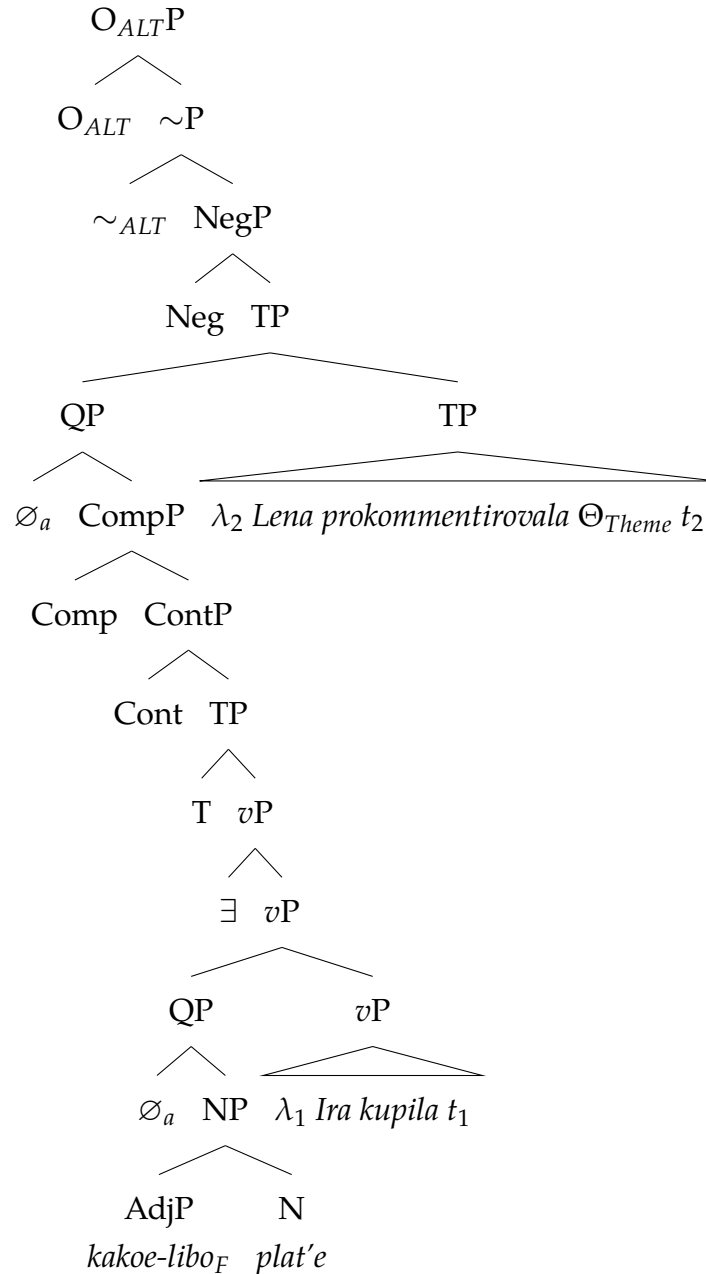 O_ALT P
O_ALT ~P
~_ALT NegP
Neg TP
QP TP
∅_a CompP λ_2 Lena prokommentirovala Θ_Theme t_2
Comp ContP
Cont TP
T vP
∃ vP
QP vP
∅_a NP λ_1 Ira kupila t_1
AdjP N
kakoe-libo_F plat'e